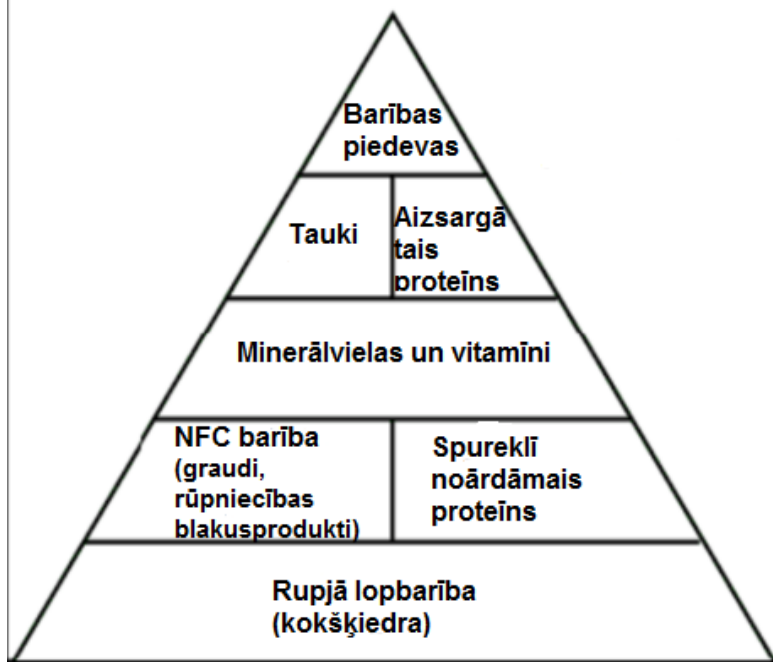 Barības
piedevas
Tauki
Aizsargā
tais
proteīns
Minerālvielas un vitamīni
NFC barība
(graudi,
rūpniecības
blakusprodukti)
Spureklī
noārdāmais
proteīns
Rupjā lopbarība
(kokšķiedra)